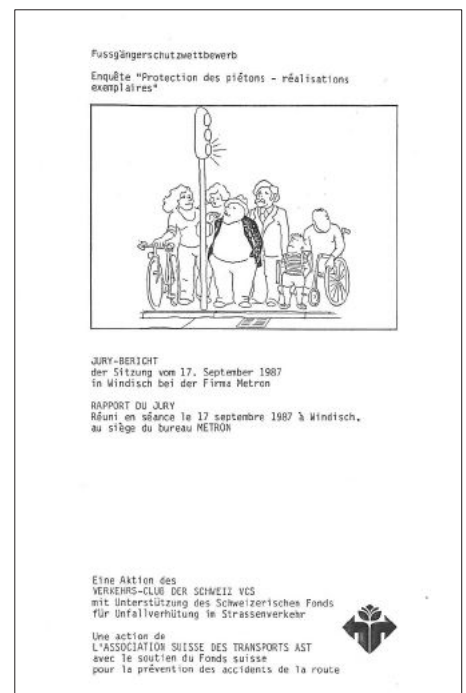 Fussgängerschutzwettbewerb
Enquête "Protection des piétons - réalisations
exemplaires"
JURY-BERICHT
der Sitzung vom 17. September 1987
in Windisch bei der Firma Metron
RAPPORT DU JURY
Réuni en séance le 17 septembre 1987 à Windisch,
au siège du bureau METRON
Eine Aktion des
VERKEHRS-CLUB DER SCHWEIZ VCS
mit Unterstützung des Schweizerischen Fonds
für Unfallverhütung im Strassenverkehr
Une action de
L'ASSOCIATION SUISSE DES TRANSPORTS AST
avec le soutien du Fonds suisse
pour la prévention des accidents de la route